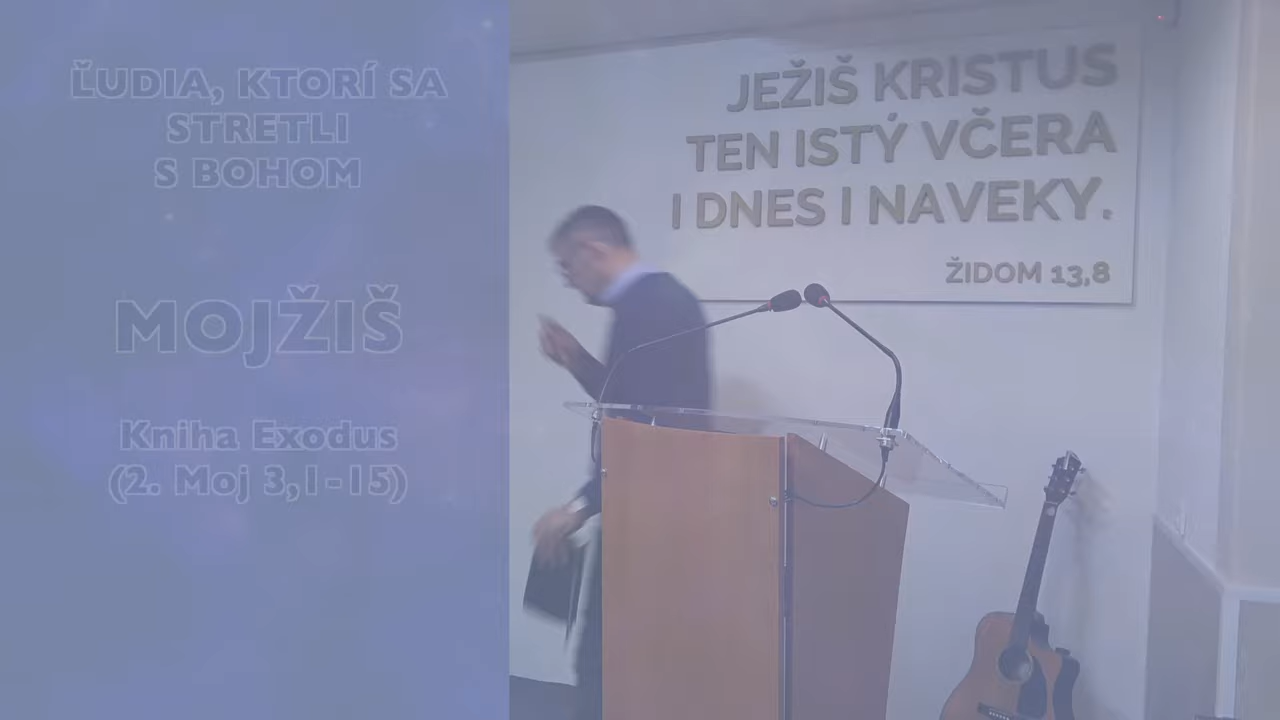 ĽUDIA, KTORÍ SA
STRETLI
S BOHOM
MOJŽIŠ
Kniha Exodus
(2. Moj 3,1-15)
JEŽIŠ KRISTUS
TEN ISTÝ VČERA
I DNES I NAVEKY.
ŽIDOM 13,8